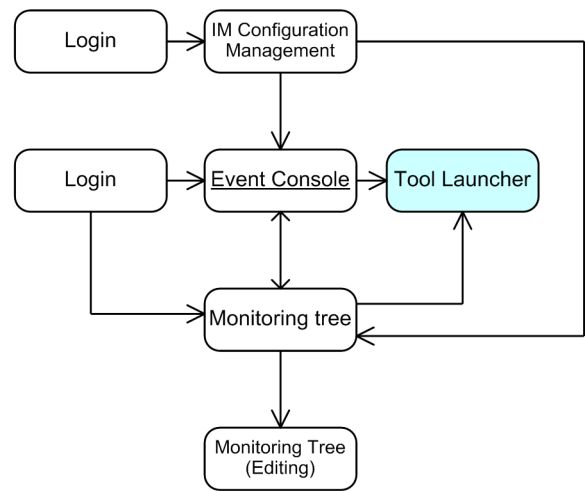 Login
IM Configuration
Management
Login
Event Console
Tool Launcher
Monitoring tree
Monitoring Tree
(Editing)